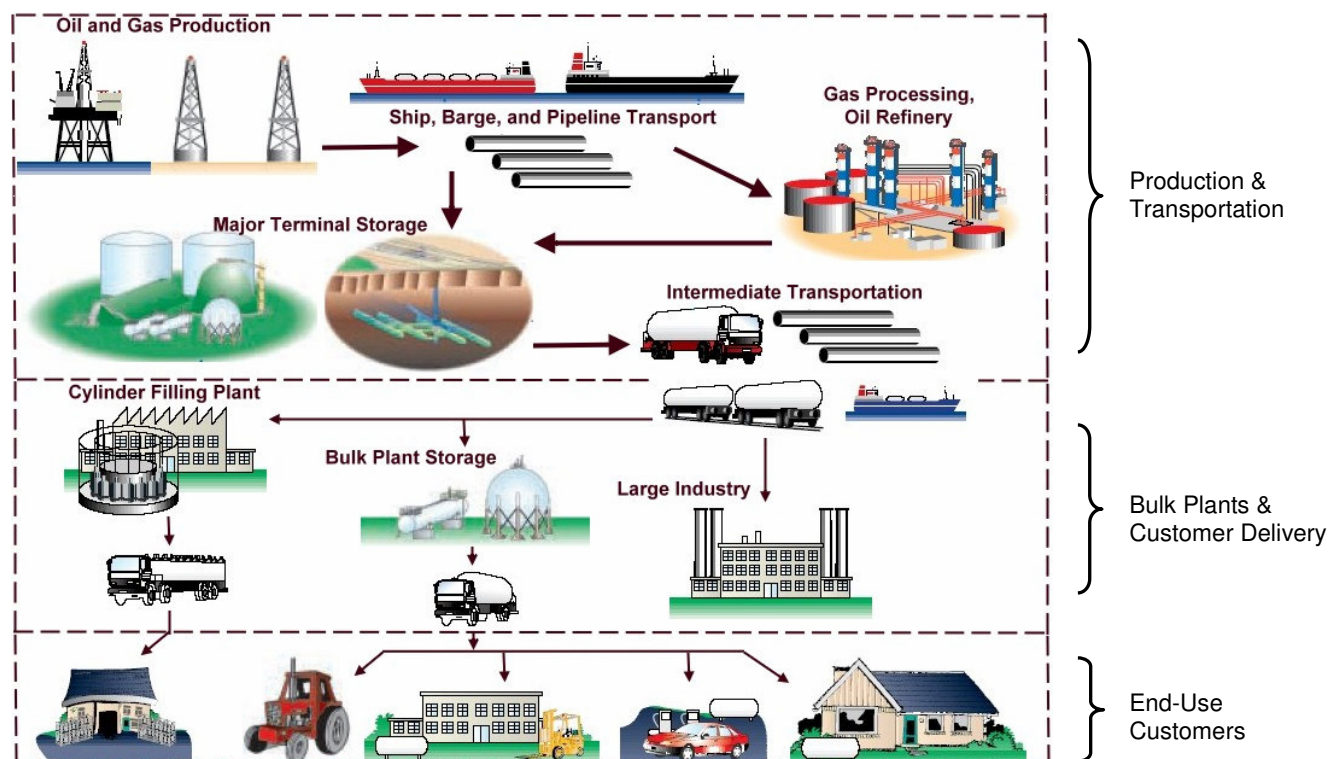 Oil and Gas Production
Ship, Barge, and Pipeline Transport
Gas Processing,
Oil Refinery
Production &
Transportation
Major Terminal Storage
Intermediate Transportation
Cylinder Filling Plant
Bulk Plant Storage
Large Industry
Bulk Plants &
Customer Delivery
End-Use
Customers